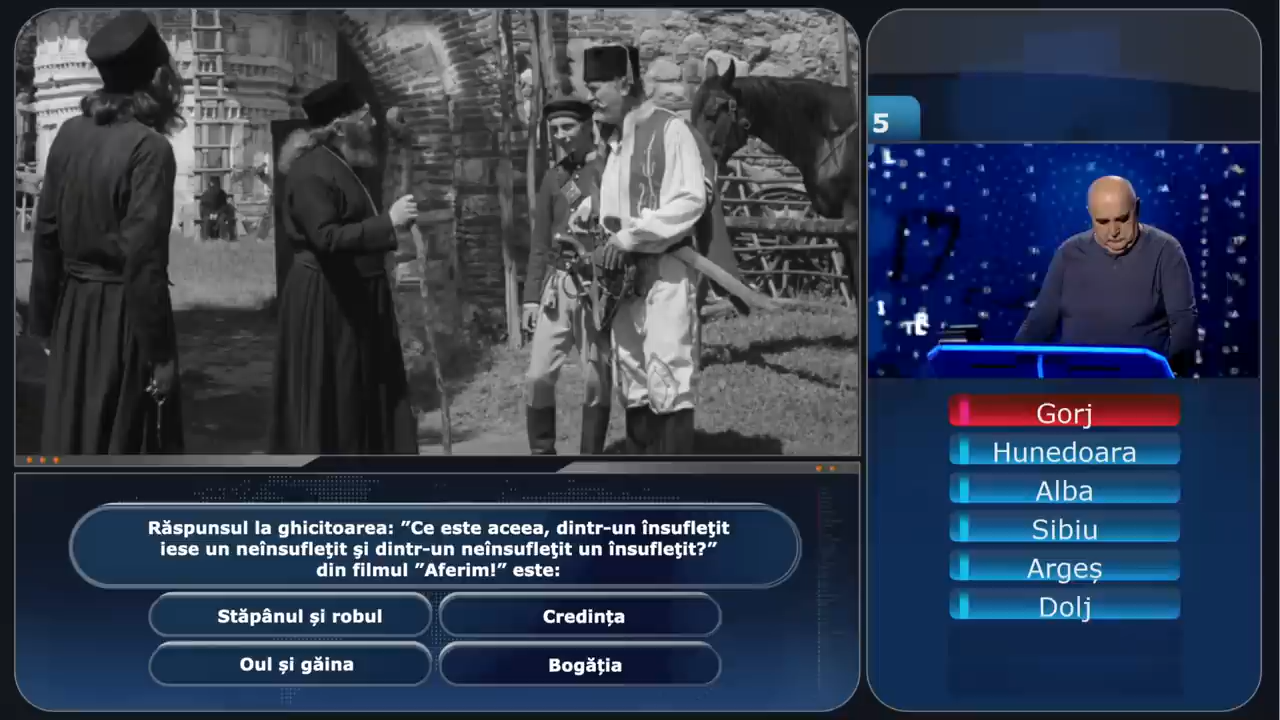 5
Gorj
Hunedoara
Alba
Sibiu
Argeș
Dolj
Răspunsul la ghicitoarea: ”Ce este aceea, dintr-un însufleţit
iese un neînsufleţit şi dintr-un neînsufleţit un însufleţit?”
din filmul ”Aferim!” este:
Stăpânul și robul
Credința
Oul și găina
Bogăția